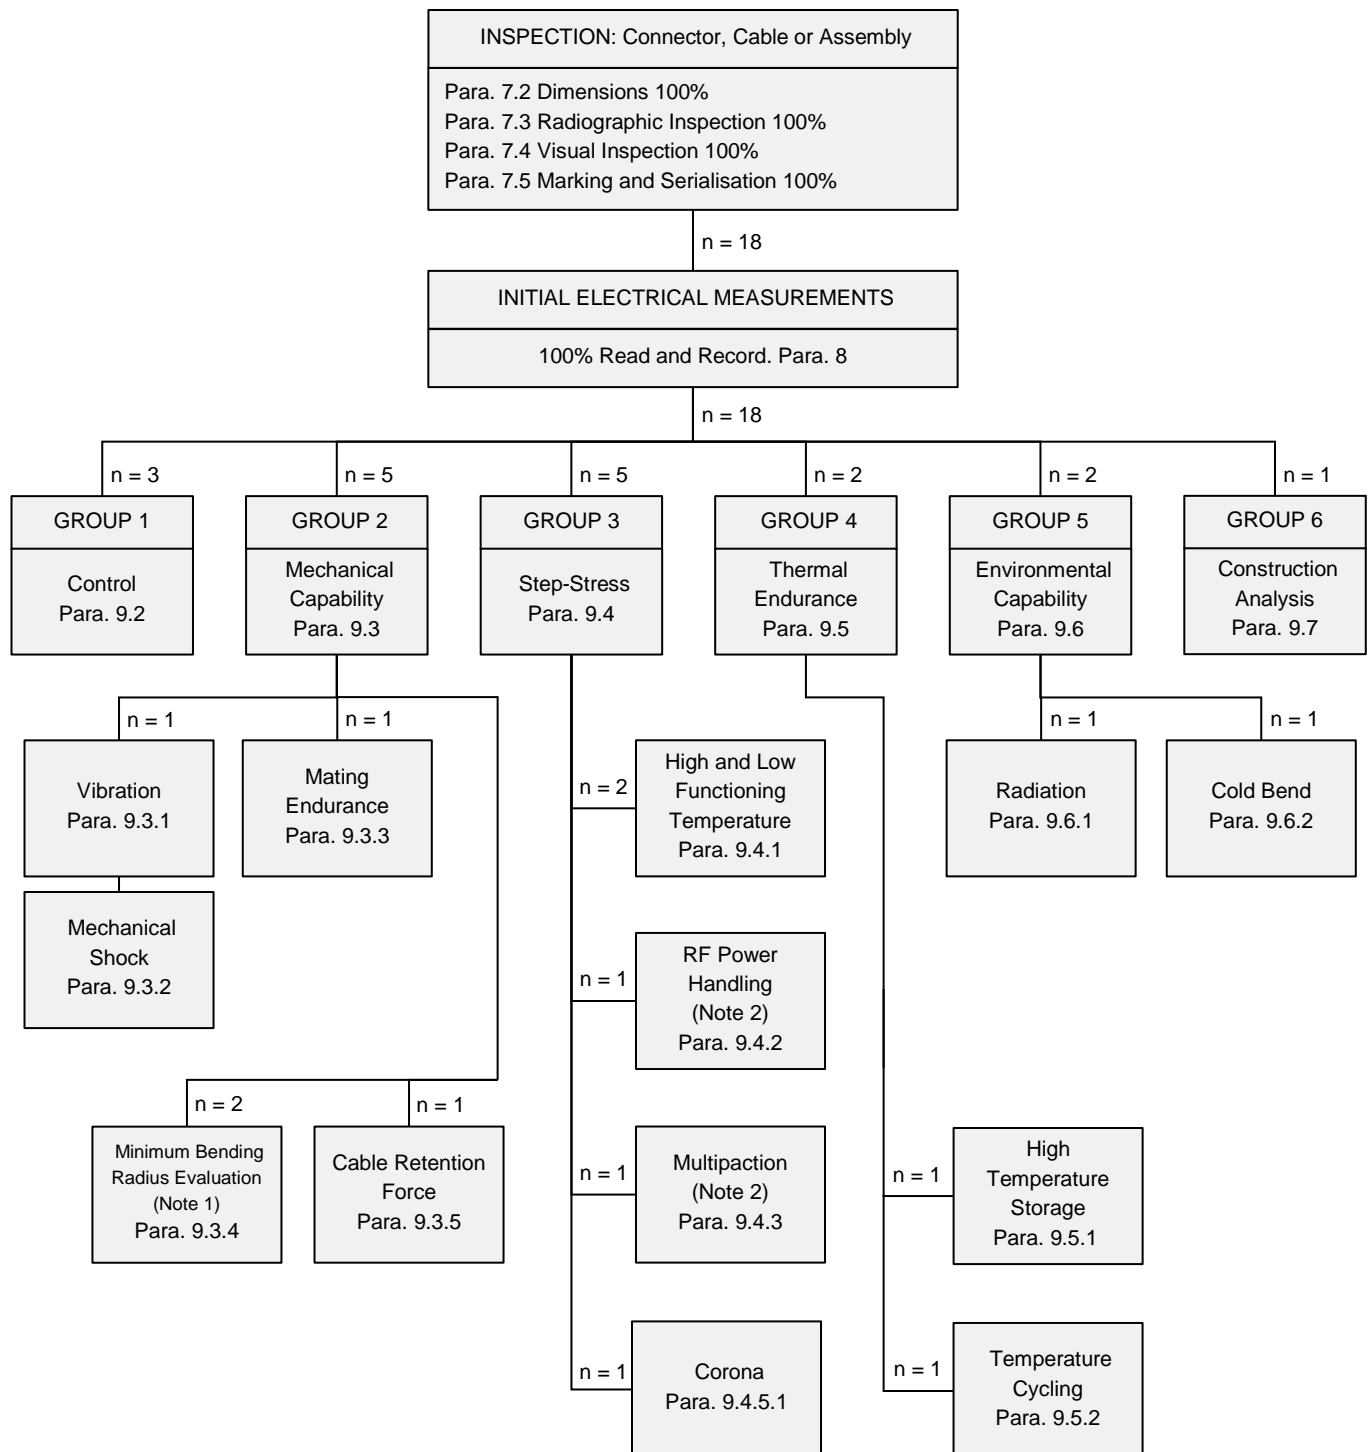 INSPECTION: Connector, Cable or Assembly
Para. 7.2 Dimensions 100%
Para. 7.3 Radiographic Inspection 100%
Para. 7.4 Visual Inspection 100%
Para. 7.5 Marking and Serialisation 100%
n = 18
INITIAL ELECTRICAL MEASUREMENTS
100% Read and Record. Para. 8
n = 18
n = 3
n = 5
n = 5
n = 2
n = 2
n = 1
GROUP 1
Control
Para. 9.2
GROUP 2
Mechanical
Capability
Para. 9.3
GROUP 3
Step-Stress
Para. 9.4
GROUP 4
Thermal
Endurance
Para. 9.5
GROUP 5
Environmental
Capability
Para. 9.6
GROUP 6
Construction
Analysis
Para. 9.7
n = 1
Vibration
Para. 9.3.1
Mechanical
Shock
Para. 9.3.2
n = 1
Mating
Endurance
Para. 9.3.3
n = 2
Minimum Bending
Radius Evaluation
(Note 1)
Para. 9.3.4
n = 1
Cable Retention
Force
Para. 9.3.5
n = 2
High and Low
Functioning
Temperature
Para. 9.4.1
n = 1
RF Power
Handling
(Note 2)
Para. 9.4.2
n = 1
Multipaction
(Note 2)
Para. 9.4.3
n = 1
Corona
Para. 9.4.5.1
n = 1
High
Temperature
Storage
Para. 9.5.1
n = 1
Temperature
Cycling
Para. 9.5.2
n = 1
Radiation
Para. 9.6.1
n = 1
Cold Bend
Para. 9.6.2